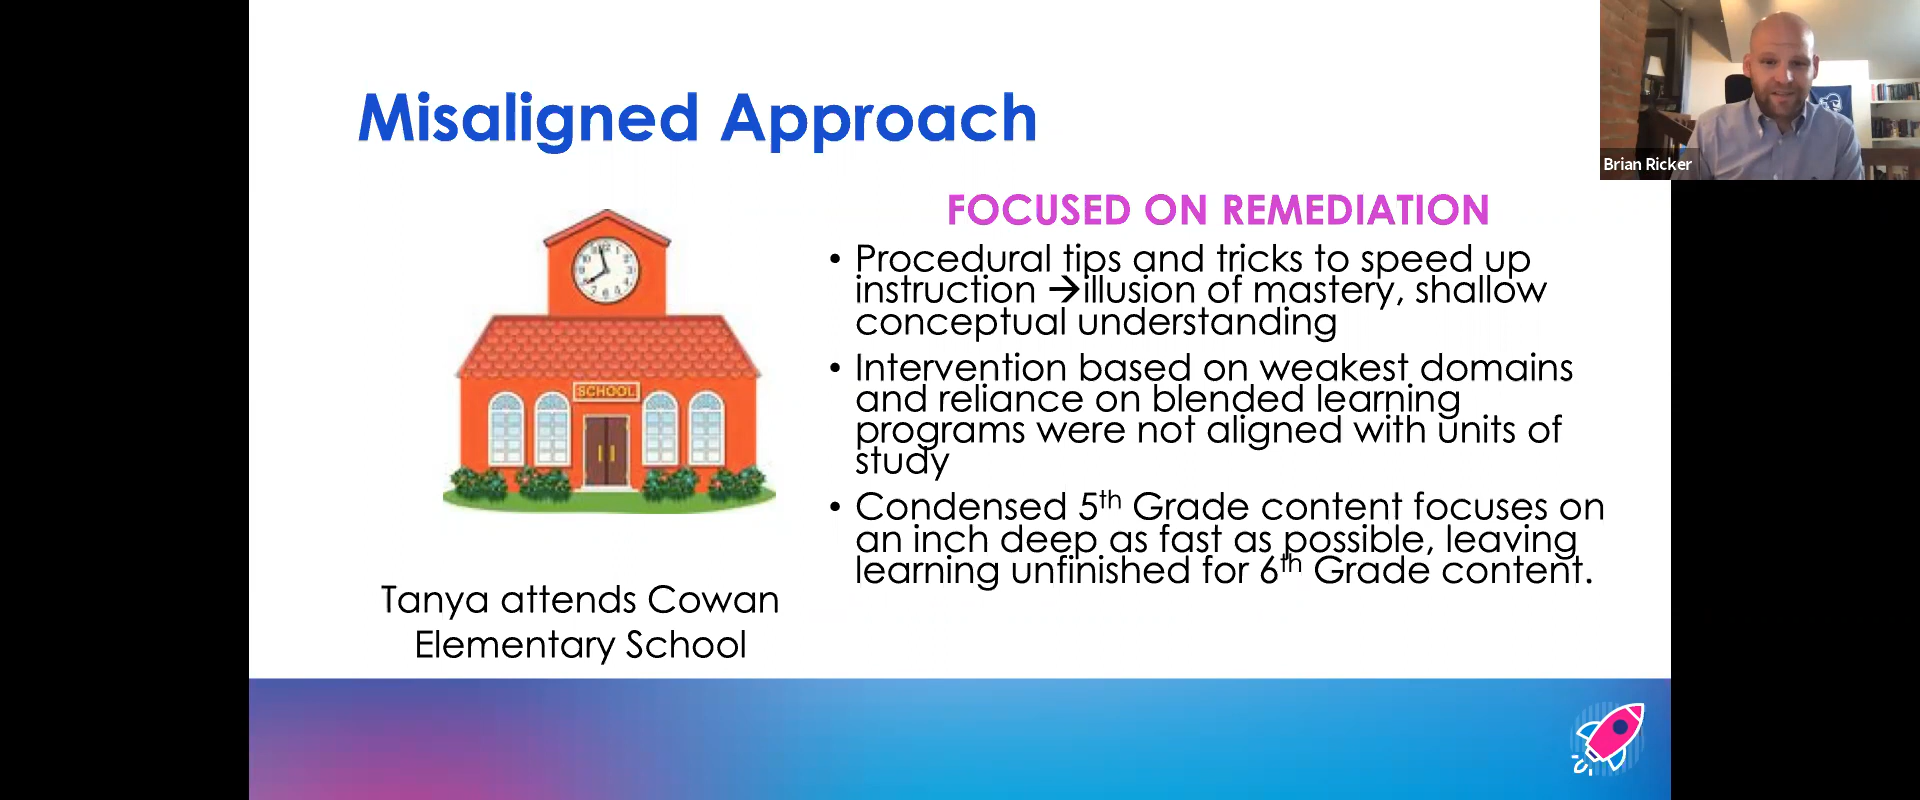 Misaligned Approach
Brian Ricker
FOCUSED ON REMEDIATION
• Procedural tips and tricks to speed up
instruction →illusion of mastery, shallow
conceptual understanding
• Intervention based on weakest domains
and reliance on blended learning
programs were not aligned with units of
study
• Condensed 5th Grade content focuses on
an inch deep as fast as possible, leaving
learning unfinished for 6th Grade content.
SCHOOL
Tanya attends Cowan
Elementary School